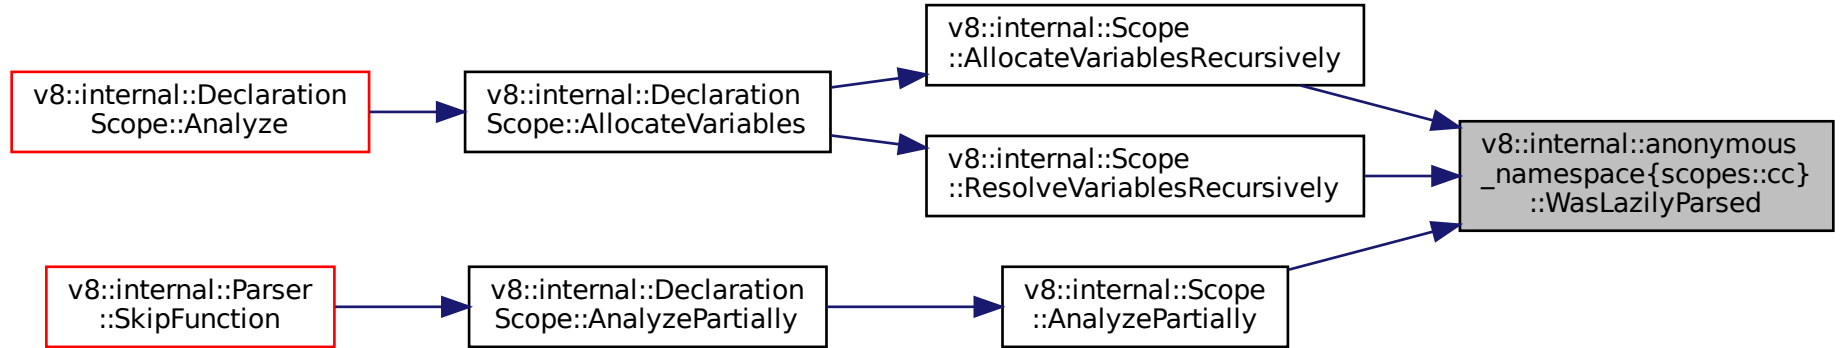 v8::internal::Scope
::AllocateVariablesRecursively
v8::internal::Declaration
Scope::Analyze
v8::internal::Declaration
Scope::AllocateVariables
v8::internal::Scope
::ResolveVariablesRecursively
v8::internal::anonymous
_namespace{scopes::cc}
::WasLazilyParsed
v8::internal::Parser
::SkipFunction
v8::internal::Declaration
Scope::AnalyzePartially
v8::internal::Scope
::AnalyzePartially